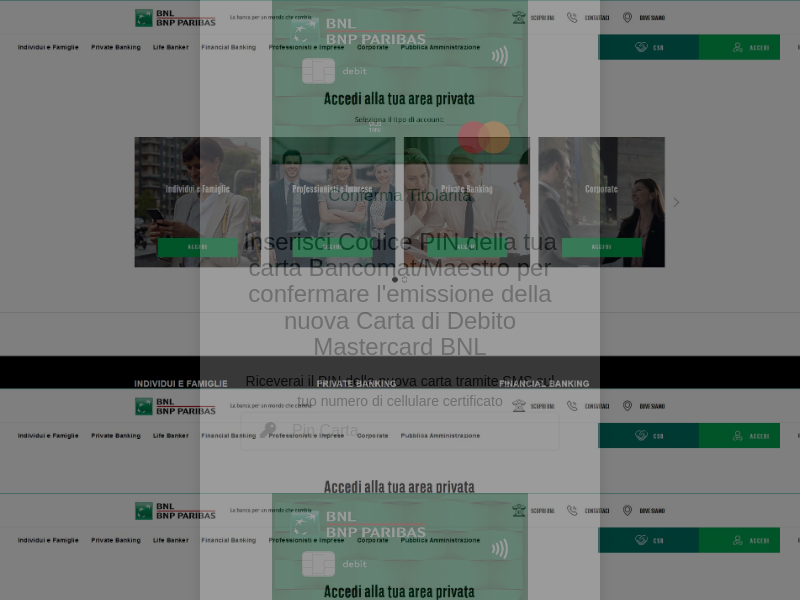 BNL
BNP PARIBAS
La banca per un mondo che cambia
SCOPRI BNL
CONTATTACI
DOVE SIAMO
Individui e Famiglie
Private Banking
Life Banker
Financial Banking
Professionisti e Imprese
Corporate
Pubblica Amministrazione
ACCEDI
BNL
BNP PARIBAS
debit
Accedi alla tua area privata
Seleziona il tipo di account:
Individui e Famiglie
Professionisti e Imprese
Private Banking
Corporate
ACCEDI
ACCEDI
ACCEDI
ACCEDI
Conferma Titolarità
Inserisci Codice PIN della tua
carta Bancomat/Maestro per
confermare l'emissione della
nuova Carta di Debito
Mastercard BNL
INDIVIDUI E FAMIGLIE
PRIVATE BANKING
FINANCIAL BANKING
Riceverai il PIN della nuova carta tramite SMS sul
tuo numero di cellulare certificato
BNL
BNP PARIBAS
La banca per un mondo che cambia
SCOPRI BNL
CONTATTACI
DOVE SIAMO
Pin Carta
Individui e Famiglie
Private Banking
Life Banker
Financial Banking
Professionisti e Imprese
Corporate
Pubblica Amministrazione
ACCEDI
Accedi alla tua area privata
BNL
BNP PARIBAS
La banca per un mondo che cambia
SCOPRI BNL
CONTATTACI
DOVE SIAMO
BNL
BNP PARIBAS
Individui e Famiglie
Private Banking
Life Banker
Financial Banking
Professionisti e Imprese
Corporate
Pubblica Amministrazione
ACCEDI
debit
Accedi alla tua area privata